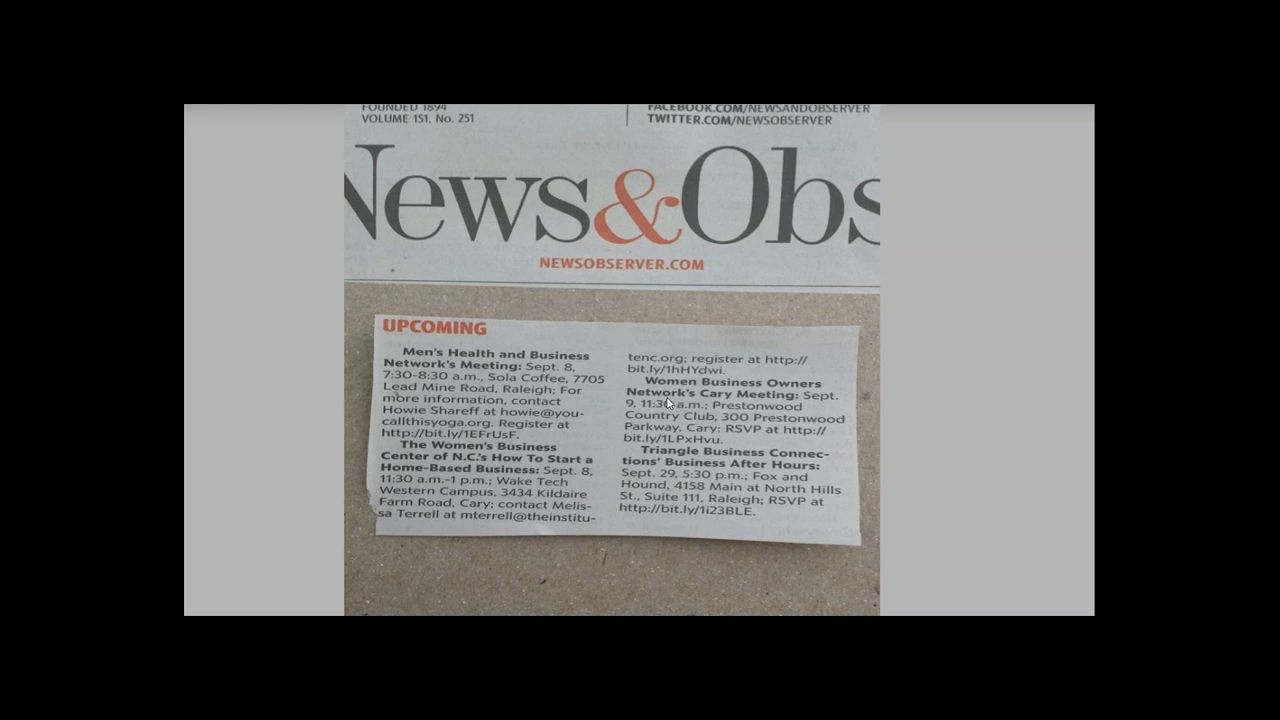 FOUNDED 1894
VOLUME 151, No. 251
FACEBOOK.COM/NEWSANDOBSERVER
TWITTER.COM/NEWSOBSERVER
News&Obs
NEWSOBSERVER.COM
UPCOMING
Men's Health and Business
Network's Meeting: Sept. 8,
7:30-8:30 a.m., Sola Coffee, 7705
Lead Mine Road, Raleigh; For
more information, contact
Howie Shareff at howie@you-
callthisyoga.org. Register at
http://bit.ly/1EFrUsF.
The Women's Business
Center of N.C.'s How To Start a
Home-Based Business: Sept. 8,
11:30 a.m.-1 p.m.; Wake Tech
Western Campus, 3434 Kildaire
Farm Road, Cary; contact Melis-
sa Terrell at mterrell@theinstitu-
tenc.org; register at http://
bit.ly/1hHYdwi.
Women Business Owners
Network's Cary Meeting: Sept.
9, 11:30 a.m.; Prestonwood
Country Club, 300 Prestonwood
Parkway, Cary; RSVP at http://
bit.ly/1LPxHvu.
Triangle Business Connec-
tions' Business After Hours:
Sept. 29, 5:30 p.m.; Fox and
Hound, 4158 Main at North Hills
St., Suite 111, Raleigh; RSVP at
http://bit.ly/1i23BLE.